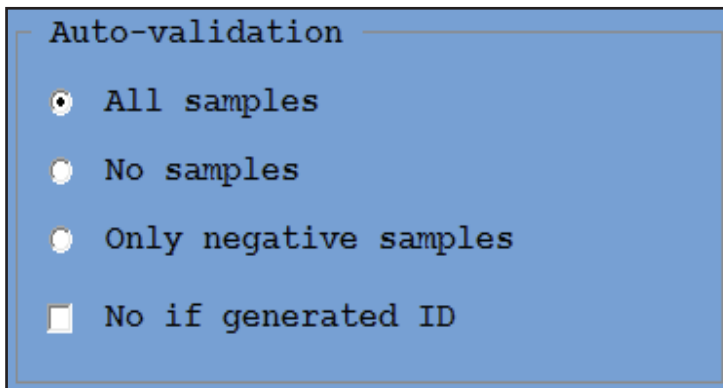 Auto-validation
All samples
No samples
Only negative samples
No if generated ID